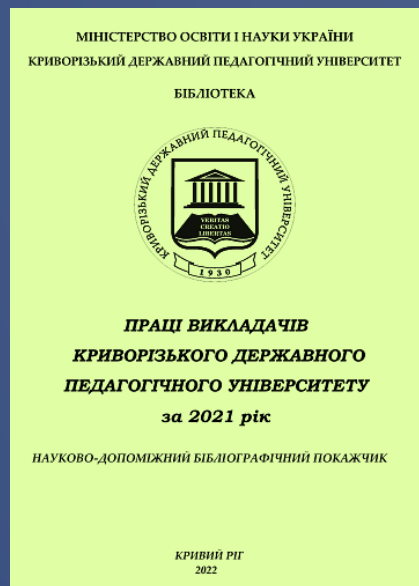 МІНІСТЕРСТВО ОСВІТИ І НАУКИ УКРАЇНИ
КРИВОРІЗЬКИЙ ДЕРЖАВНИЙ ПЕДАГОГІЧНИЙ УНІВЕРСИТЕТ
БІБЛІОТЕКА
КРИВОРІЗЬКИЙ ДЕРЖАВНИЙ ПЕДАГОГІЧНИЙ УНІВЕРСИТЕТ
VERITAS
CREATIO
LIBERTAS
1930
ПРАЦІ ВИКЛАДАЧІВ
КРИВОРІЗЬКОГО ДЕРЖАВНОГО
ПЕДАГОГІЧНОГО УНІВЕРСИТЕТУ
за 2021 рік
НАУКОВО-ДОПОМІЖНИЙ БІБЛІОГРАФІЧНИЙ ПОКАЖЧИК
КРИВИЙ РІГ
2022